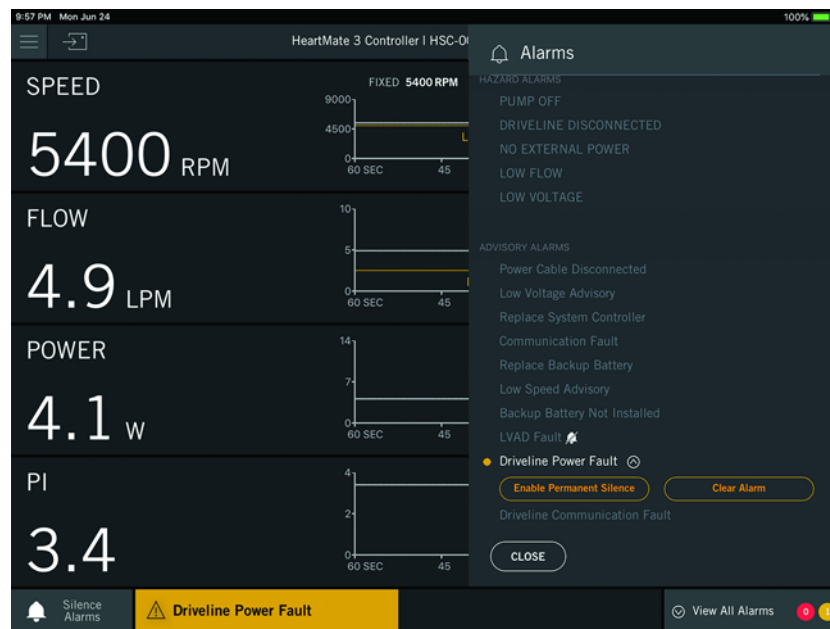 9:57 PM Mon Jun 24
100%
HeartMate 3 Controller | HSC-0
SPEED
5400 RPM
FIXED 5400 RPM
9000
4500
L
0
60 SEC
45
FLOW
4.9 LPM
10
5
0
60 SEC
45
POWER
4.1 W
14
7
0
60 SEC
45
PI
3.4
4
2
0
60 SEC
45
Alarms
HAZARD ALARMS
PUMP OFF
DRIVELINE DISCONNECTED
NO EXTERNAL POWER
LOW FLOW
LOW VOLTAGE
ADVISORY ALARMS
Power Cable Disconnected
Low Voltage Advisory
Replace System Controller
Communication Fault
Replace Backup Battery
Low Speed Advisory
Backup Battery Not Installed
LVAD Fault
Driveline Power Fault
Enable Permanent Silence
Clear Alarm
Driveline Communication Fault
CLOSE
Silence
Alarms
Driveline Power Fault
View All Alarms
0
1